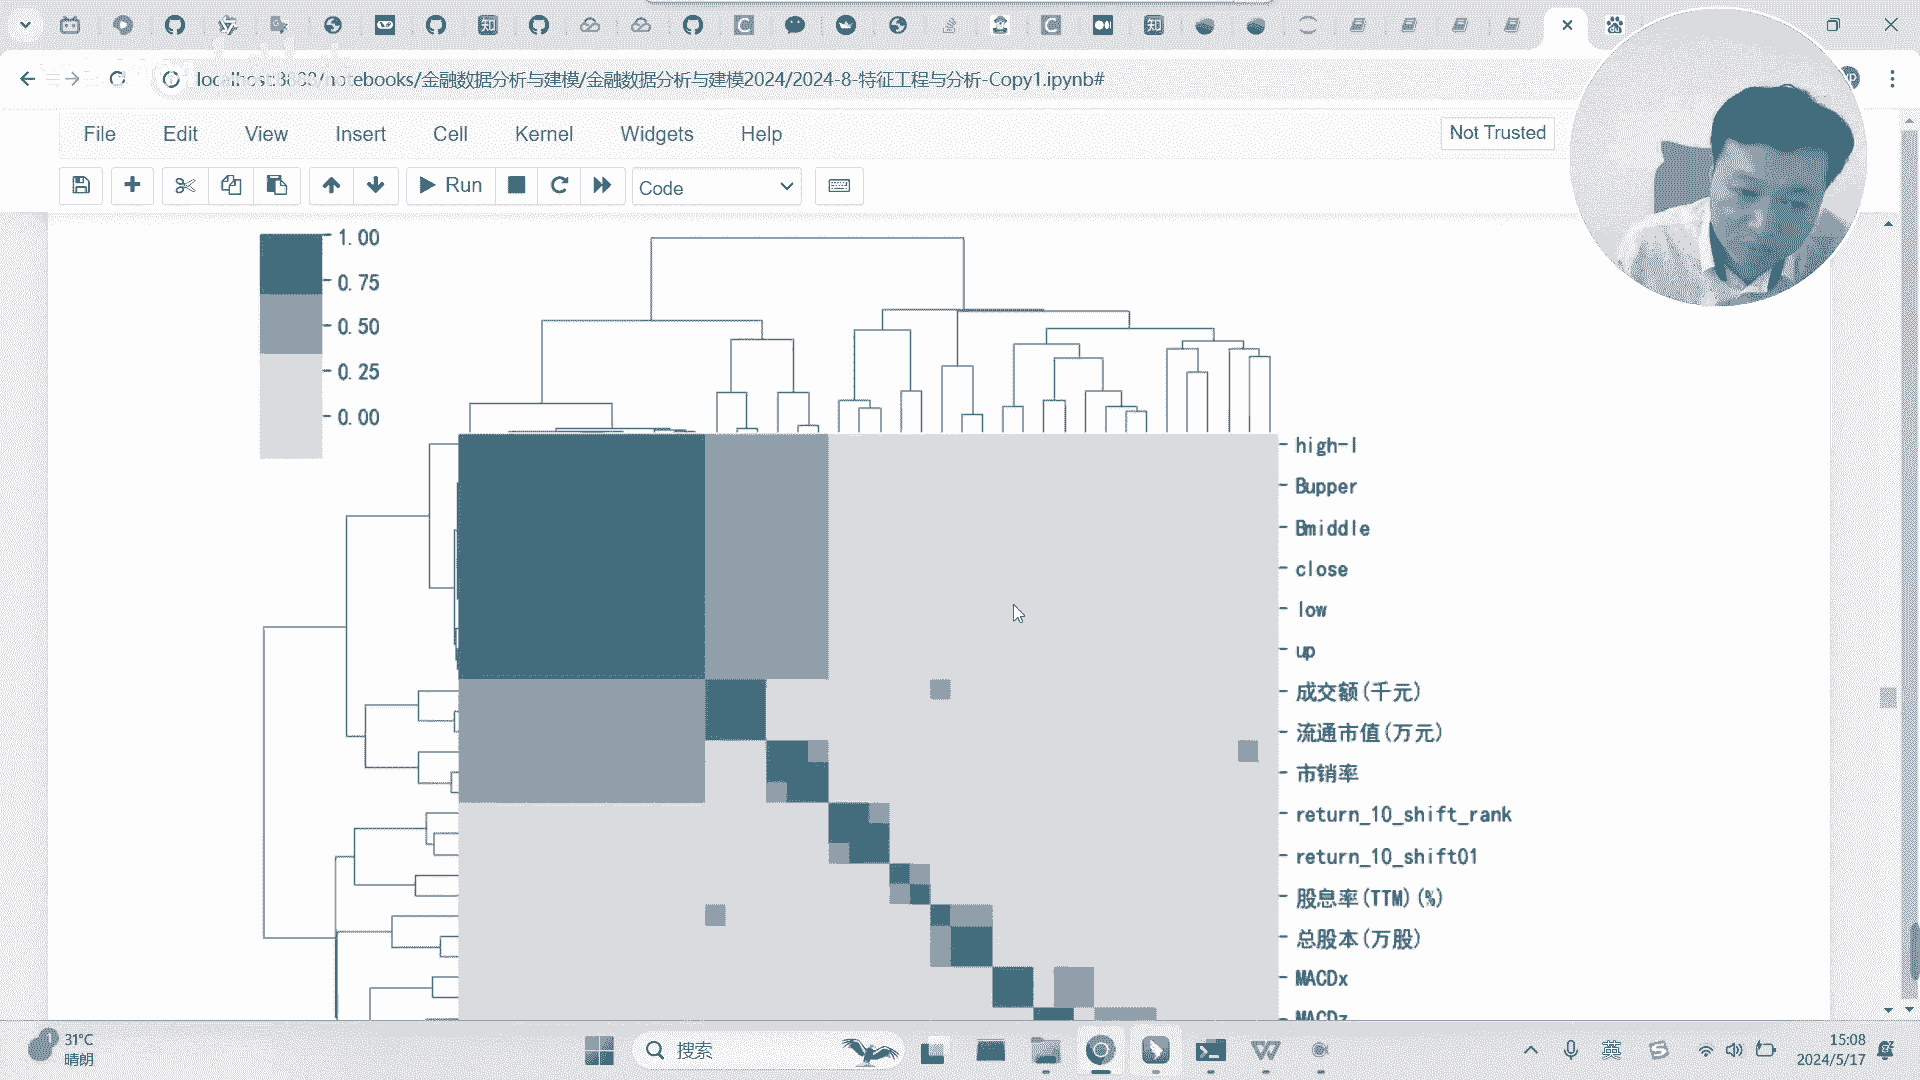 localhost:8888/notebooks/金融数据分析与建模/金融数据分析与建模2024/2024-8-特征工程与分析-Copy1.ipynb#
File Edit View Insert Cell Kernel Widgets Help
Not Trusted
Run
Code
1.00
0.75
0.50
0.25
0.00
high-l
Bupper
Bmiddle
close
low
up
成交额(千元)
流通市值(万元)
市销率
return_10_shift_rank
return_10_shift01
股息率(TTM)(%)
总股本(万股)
MACDx
MACDz
31°C
晴朗
搜索
英
15:08
2024/5/17